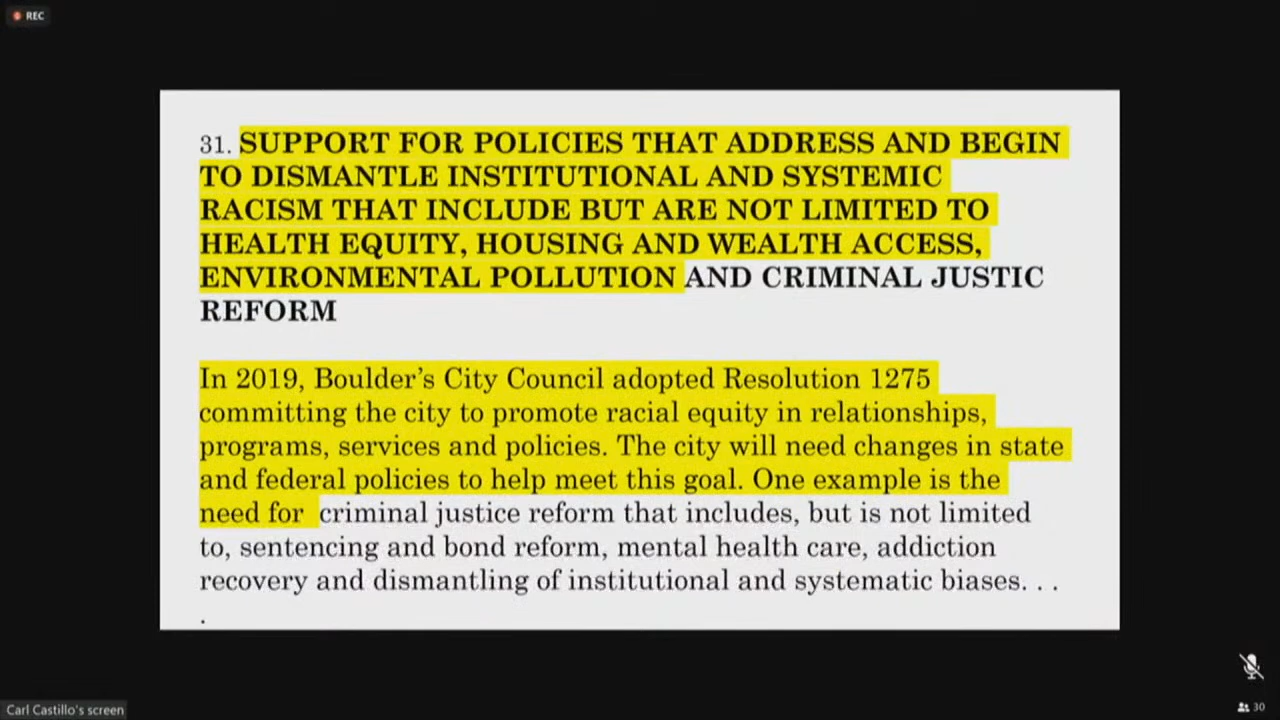 REC
31. SUPPORT FOR POLICIES THAT ADDRESS AND BEGIN
TO DISMANTLE INSTITUTIONAL AND SYSTEMIC
RACISM THAT INCLUDE BUT ARE NOT LIMITED TO
HEALTH EQUITY, HOUSING AND WEALTH ACCESS,
ENVIRONMENTAL POLLUTION AND CRIMINAL JUSTIC
REFORM
In 2019, Boulder's City Council adopted Resolution 1275
committing the city to promote racial equity in relationships,
programs, services and policies. The city will need changes in state
and federal policies to help meet this goal. One example is the
need for criminal justice reform that includes, but is not limited
to, sentencing and bond reform, mental health care, addiction
recovery and dismantling of institutional and systematic biases. . .
.
Carl Castillo's screen
30